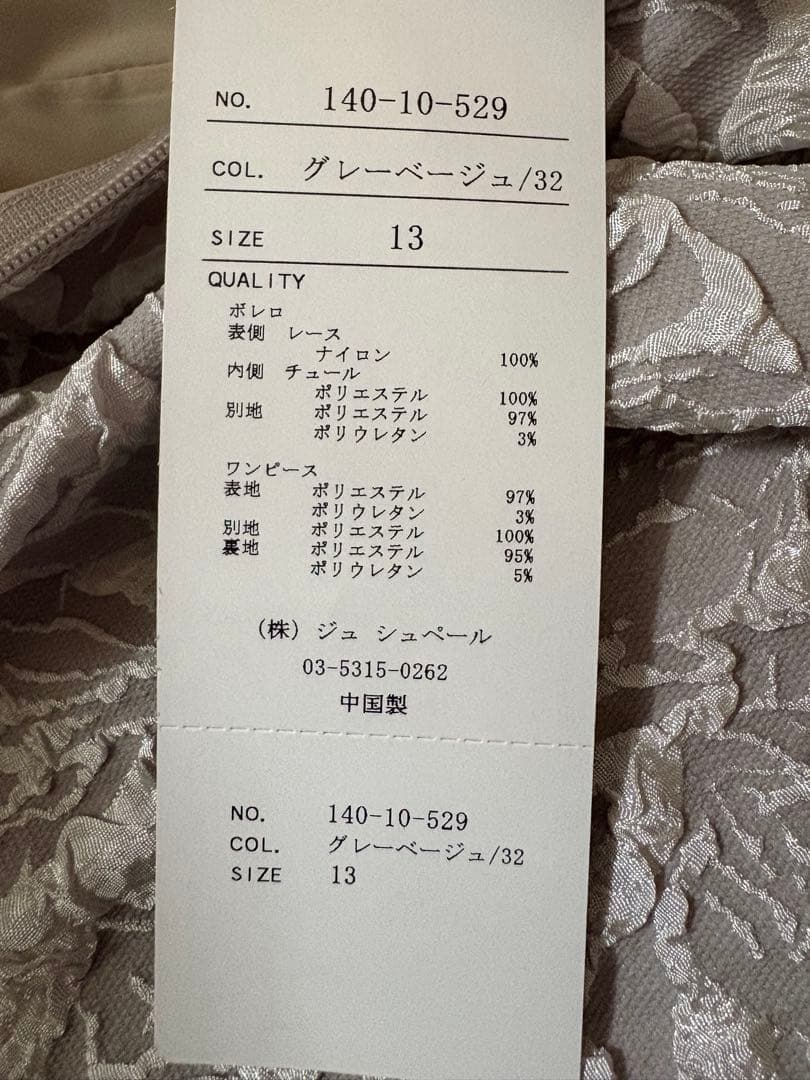 NO. 140-10-529
COL. グレーベージュ/32
SIZE 13
QUALITY
ボレロ
表側 レース
ナイロン 100%
内側 チュール
ポリエステル 100%
別地 ポリエステル 97%
ポリウレタン 3%
ワンピース
表地 ポリエステル 97%
ポリウレタン 3%
別地 ポリエステル 100%
裏地 ポリエステル 95%
ポリウレタン 5%
(株) ジュ シュペール
03-5315-0262
中国製
NO. 140-10-529
COL. グレーベージュ/32
SIZE 13